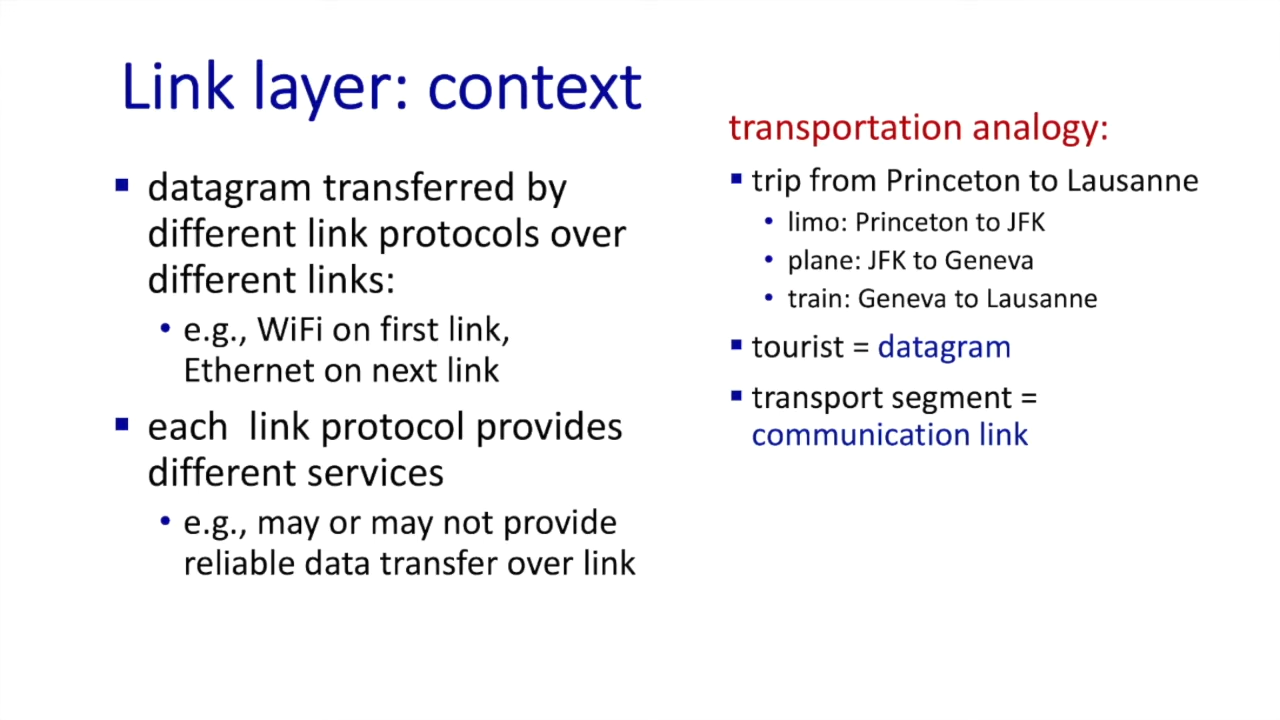 Link layer: context
▪ datagram transferred by
different link protocols over
different links:
• e.g., WiFi on first link,
Ethernet on next link
▪ each link protocol provides
different services
• e.g., may or may not provide
reliable data transfer over link
transportation analogy:
▪ trip from Princeton to Lausanne
• limo: Princeton to JFK
• plane: JFK to Geneva
• train: Geneva to Lausanne
▪ tourist = datagram
▪ transport segment =
communication link